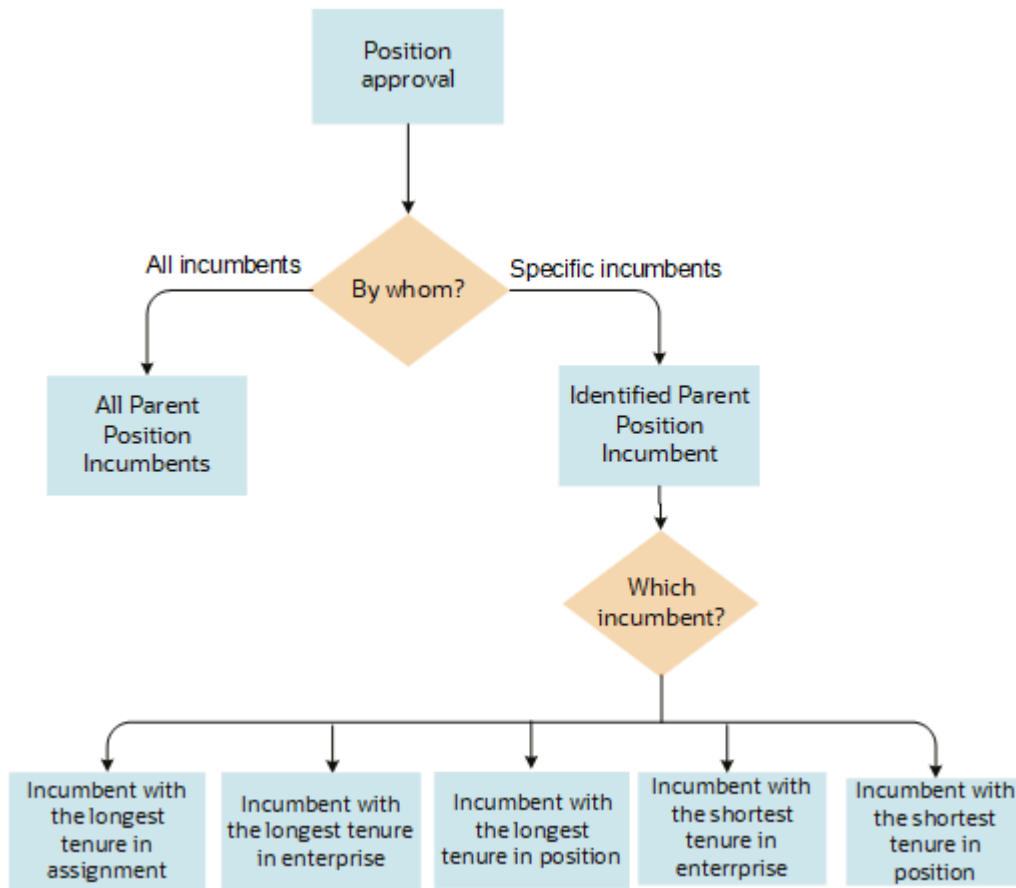 Position
approval
All incumbents
By whom?
Specific incumbents
All Parent
Position
Incumbents
Identified Parent
Position
Incumbent
Which
incumbent?
Incumbent with
the longest
tenure in
assignment
Incumbent with
the longest tenure
in enterprise
Incumbent with
the longest
tenure in position
Incumbent with
the shortest
tenure in
enterrprise
Incumbent with
the shortest
tenure in
position